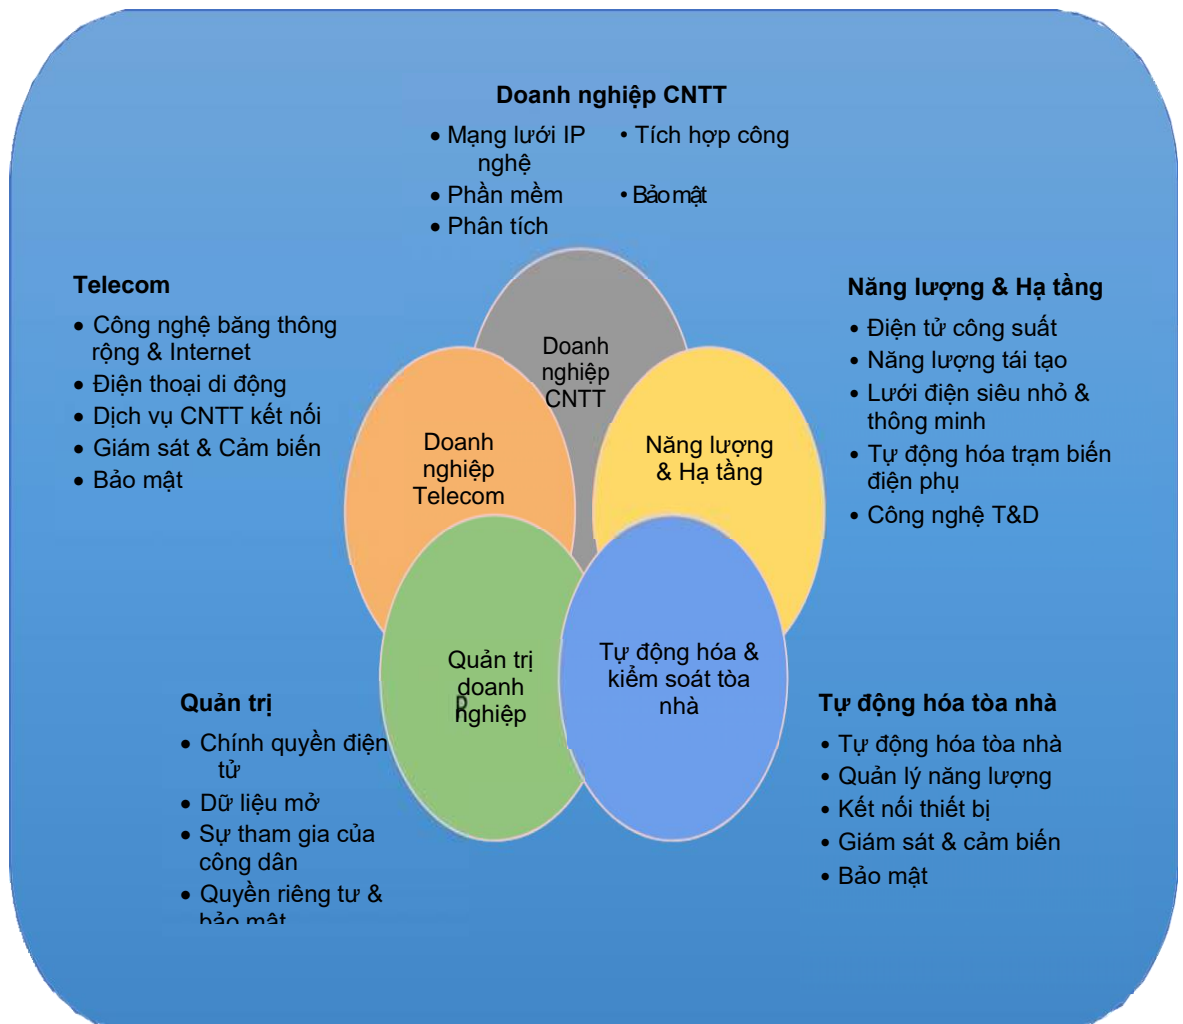 Doanh nghiệp CNTT
• Mạng lưới IP • Tích hợp công
nghệ
• Phần mềm • Bảo mật
• Phân tích
Telecom
• Công nghệ băng thông
rộng & Internet
• Điện thoại di động
• Dịch vụ CNTT kết nối
• Giám sát & Cảm biến
• Bảo mật
Năng lượng & Hạ tầng
• Điện tử công suất
• Năng lượng tái tạo
• Lưới điện siêu nhỏ &
thông minh
• Tự động hóa trạm biến
điện phụ
• Công nghệ T&D
Doanh
nghiệp
CNTT
Doanh
nghiệp
Telecom
Năng lượng
& Hạ tầng
Quản trị
doanh
nghiệp
Tự động hóa &
kiểm soát tòa
nhà
Quản trị
• Chính quyền điện
tử
• Dữ liệu mở
• Sự tham gia của
công dân
• Quyền riêng tư &
bảo mật
Tự động hóa tòa nhà
• Tự động hóa tòa nhà
• Quản lý năng lượng
• Kết nối thiết bị
• Giám sát & cảm biến
• Bảo mật